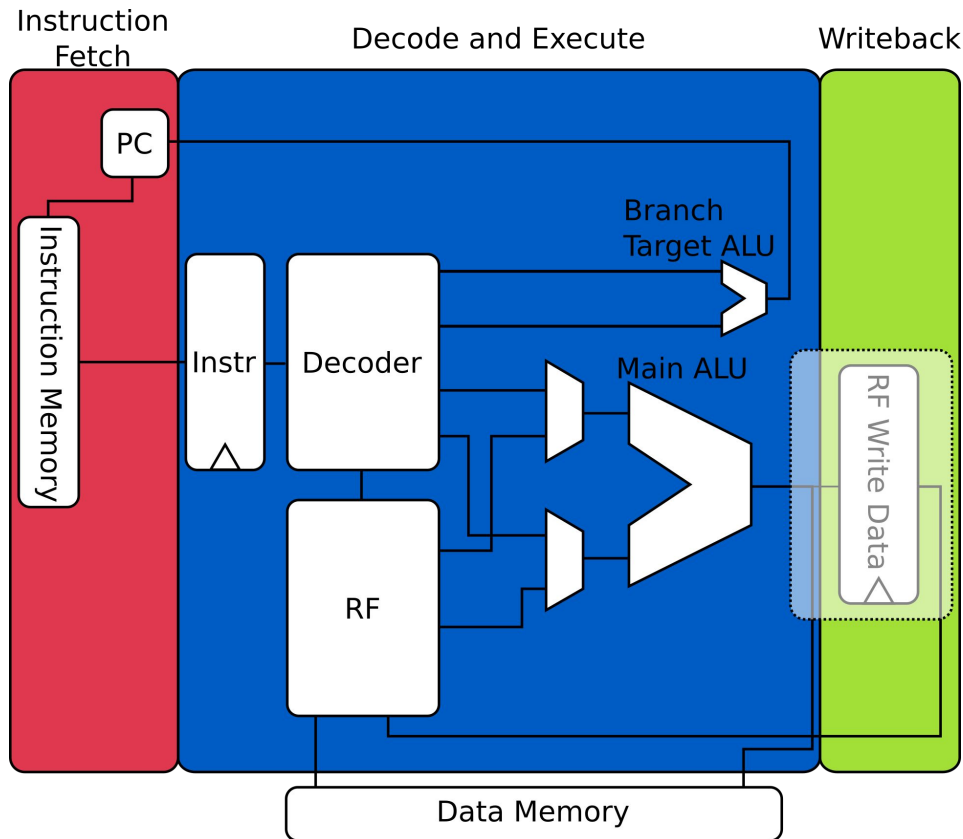 Instruction
Fetch
Decode and Execute
Writeback
PC
Branch
Target ALU
Instruction Memory
Instr
Decoder
Main ALU
RF Write Data
RF
Data Memory